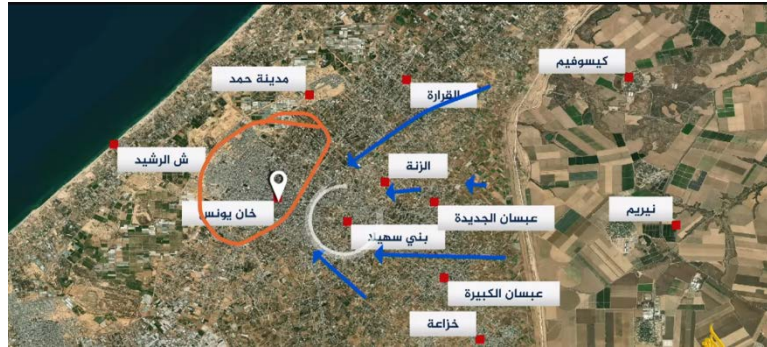 كيسوفيم
مدينة حمد
القرارة
ش الرشيد
الزنة
خان يونس
عبسان الجديدة
نيريم
بني سهيلا
عبسان الكبيرة
خزاعة